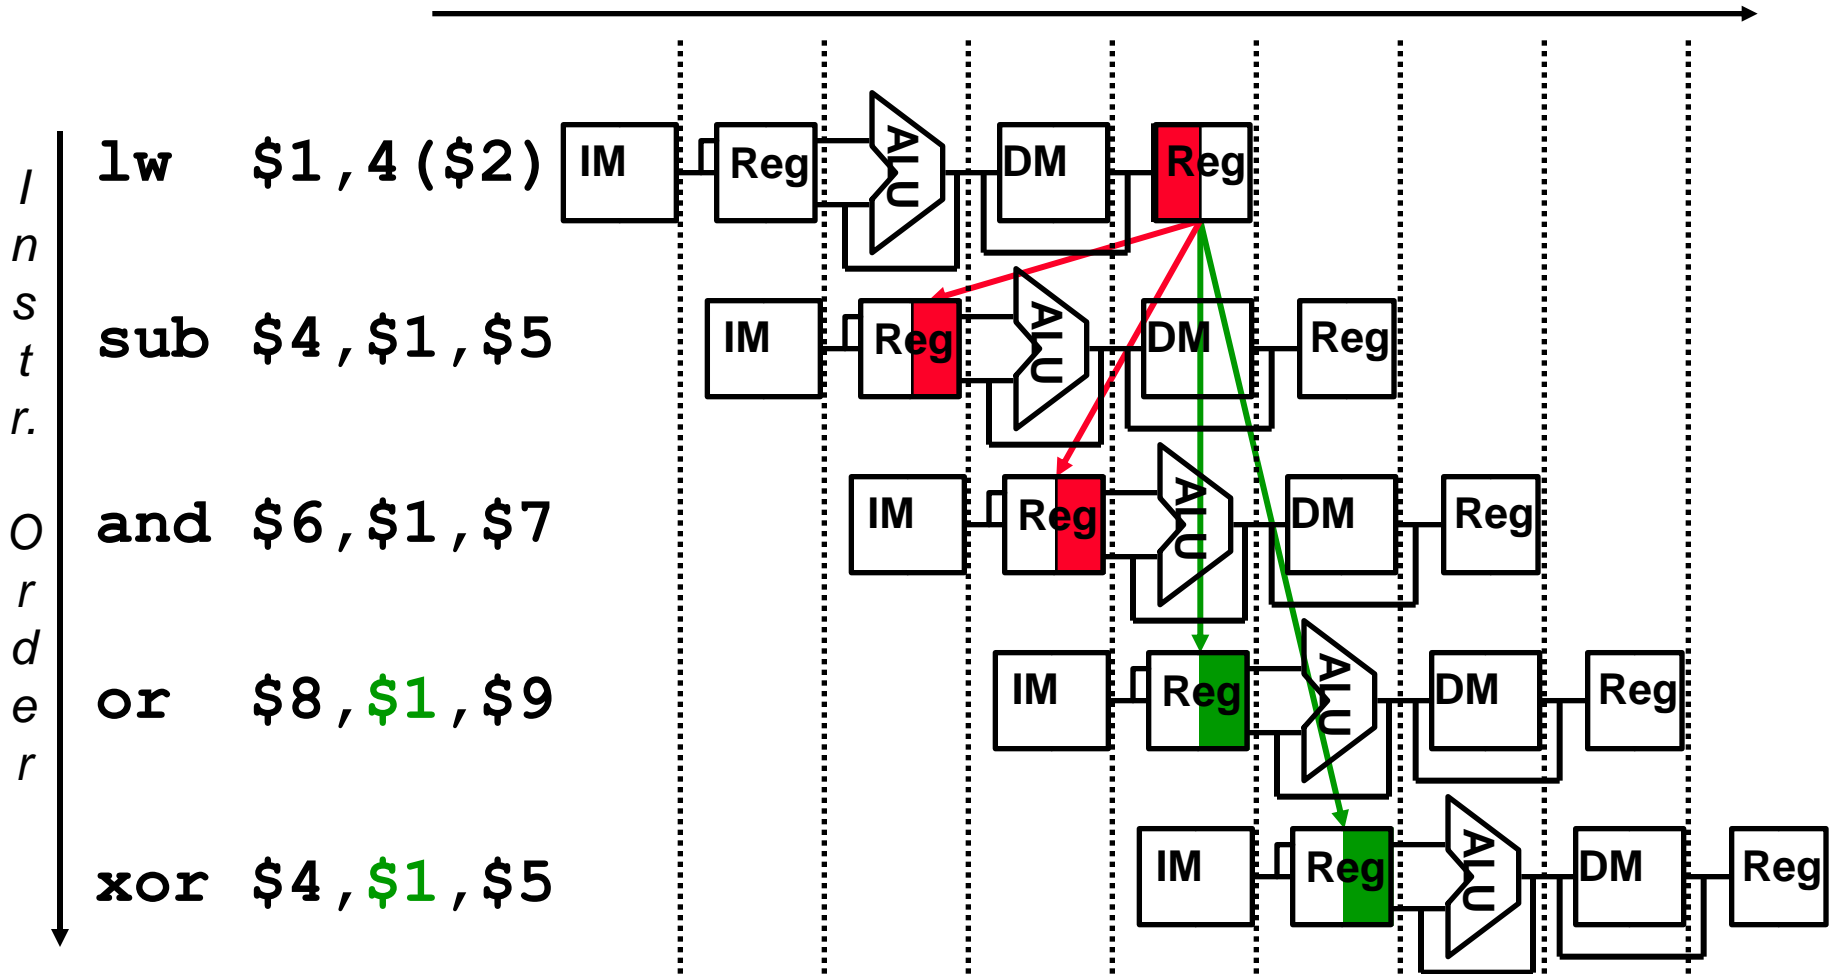 Instr. Order
lw $1,4($2) IM Reg ALU DM Reg
sub $4,$1,$5 IM Reg ALU DM Reg
and $6,$1,$7 IM Reg ALU DM Reg
or $8,$1,$9 IM Reg ALU DM Reg
xor $4,$1,$5 IM Reg ALU DM Reg